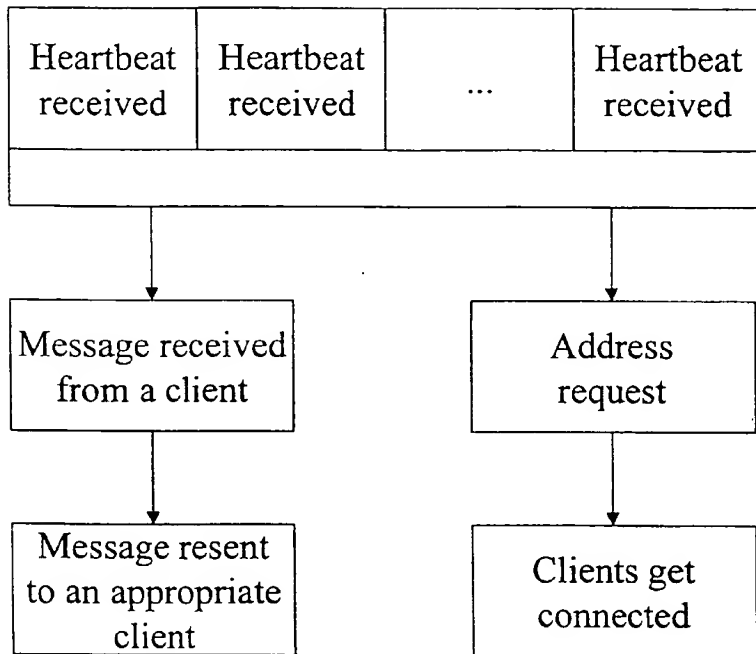 Heartbeat
received
Heartbeat
received
...
Heartbeat
received
Message received
from a client
Address
request
Message resent
to an appropriate
client
Clients get
connected